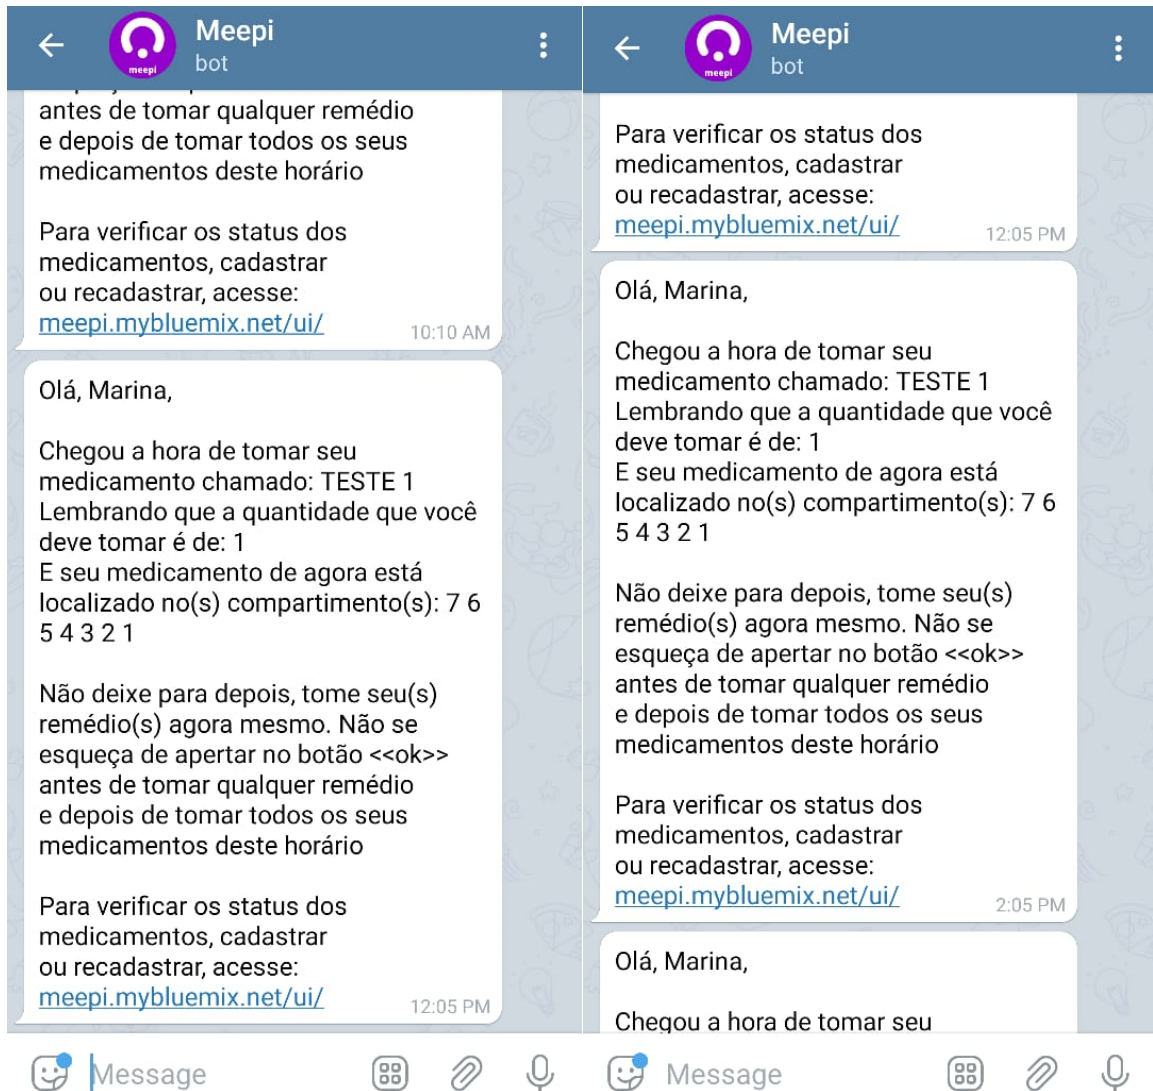 Meepi
bot
meepi
antes de tomar qualquer remédio
e depois de tomar todos os seus
medicamentos deste horário
Para verificar os status dos
medicamentos, cadastrar
ou recadastrar, acesse:
meepi.mybluemix.net/ui/
10:10 AM
Olá, Marina,
Chegou a hora de tomar seu
medicamento chamado: TESTE 1
Lembrando que a quantidade que você
deve tomar é de: 1
E seu medicamento de agora está
localizado no(s) compartimento(s): 7 6
5 4 3 2 1
Não deixe para depois, tome seu(s)
remédio(s) agora mesmo. Não se
esqueça de apertar no botão <<ok>>
antes de tomar qualquer remédio
e depois de tomar todos os seus
medicamentos deste horário
Para verificar os status dos
medicamentos, cadastrar
ou recadastrar, acesse:
meepi.mybluemix.net/ui/
12:05 PM
Message
Meepi
bot
meepi
Para verificar os status dos
medicamentos, cadastrar
ou recadastrar, acesse:
meepi.mybluemix.net/ui/
12:05 PM
Olá, Marina,
Chegou a hora de tomar seu
medicamento chamado: TESTE 1
Lembrando que a quantidade que você
deve tomar é de: 1
E seu medicamento de agora está
localizado no(s) compartimento(s): 7 6
5 4 3 2 1
Não deixe para depois, tome seu(s)
remédio(s) agora mesmo. Não se
esqueça de apertar no botão <<ok>>
antes de tomar qualquer remédio
e depois de tomar todos os seus
medicamentos deste horário
Para verificar os status dos
medicamentos, cadastrar
ou recadastrar, acesse:
meepi.mybluemix.net/ui/
2:05 PM
Olá, Marina,
Chegou a hora de tomar seu
Message